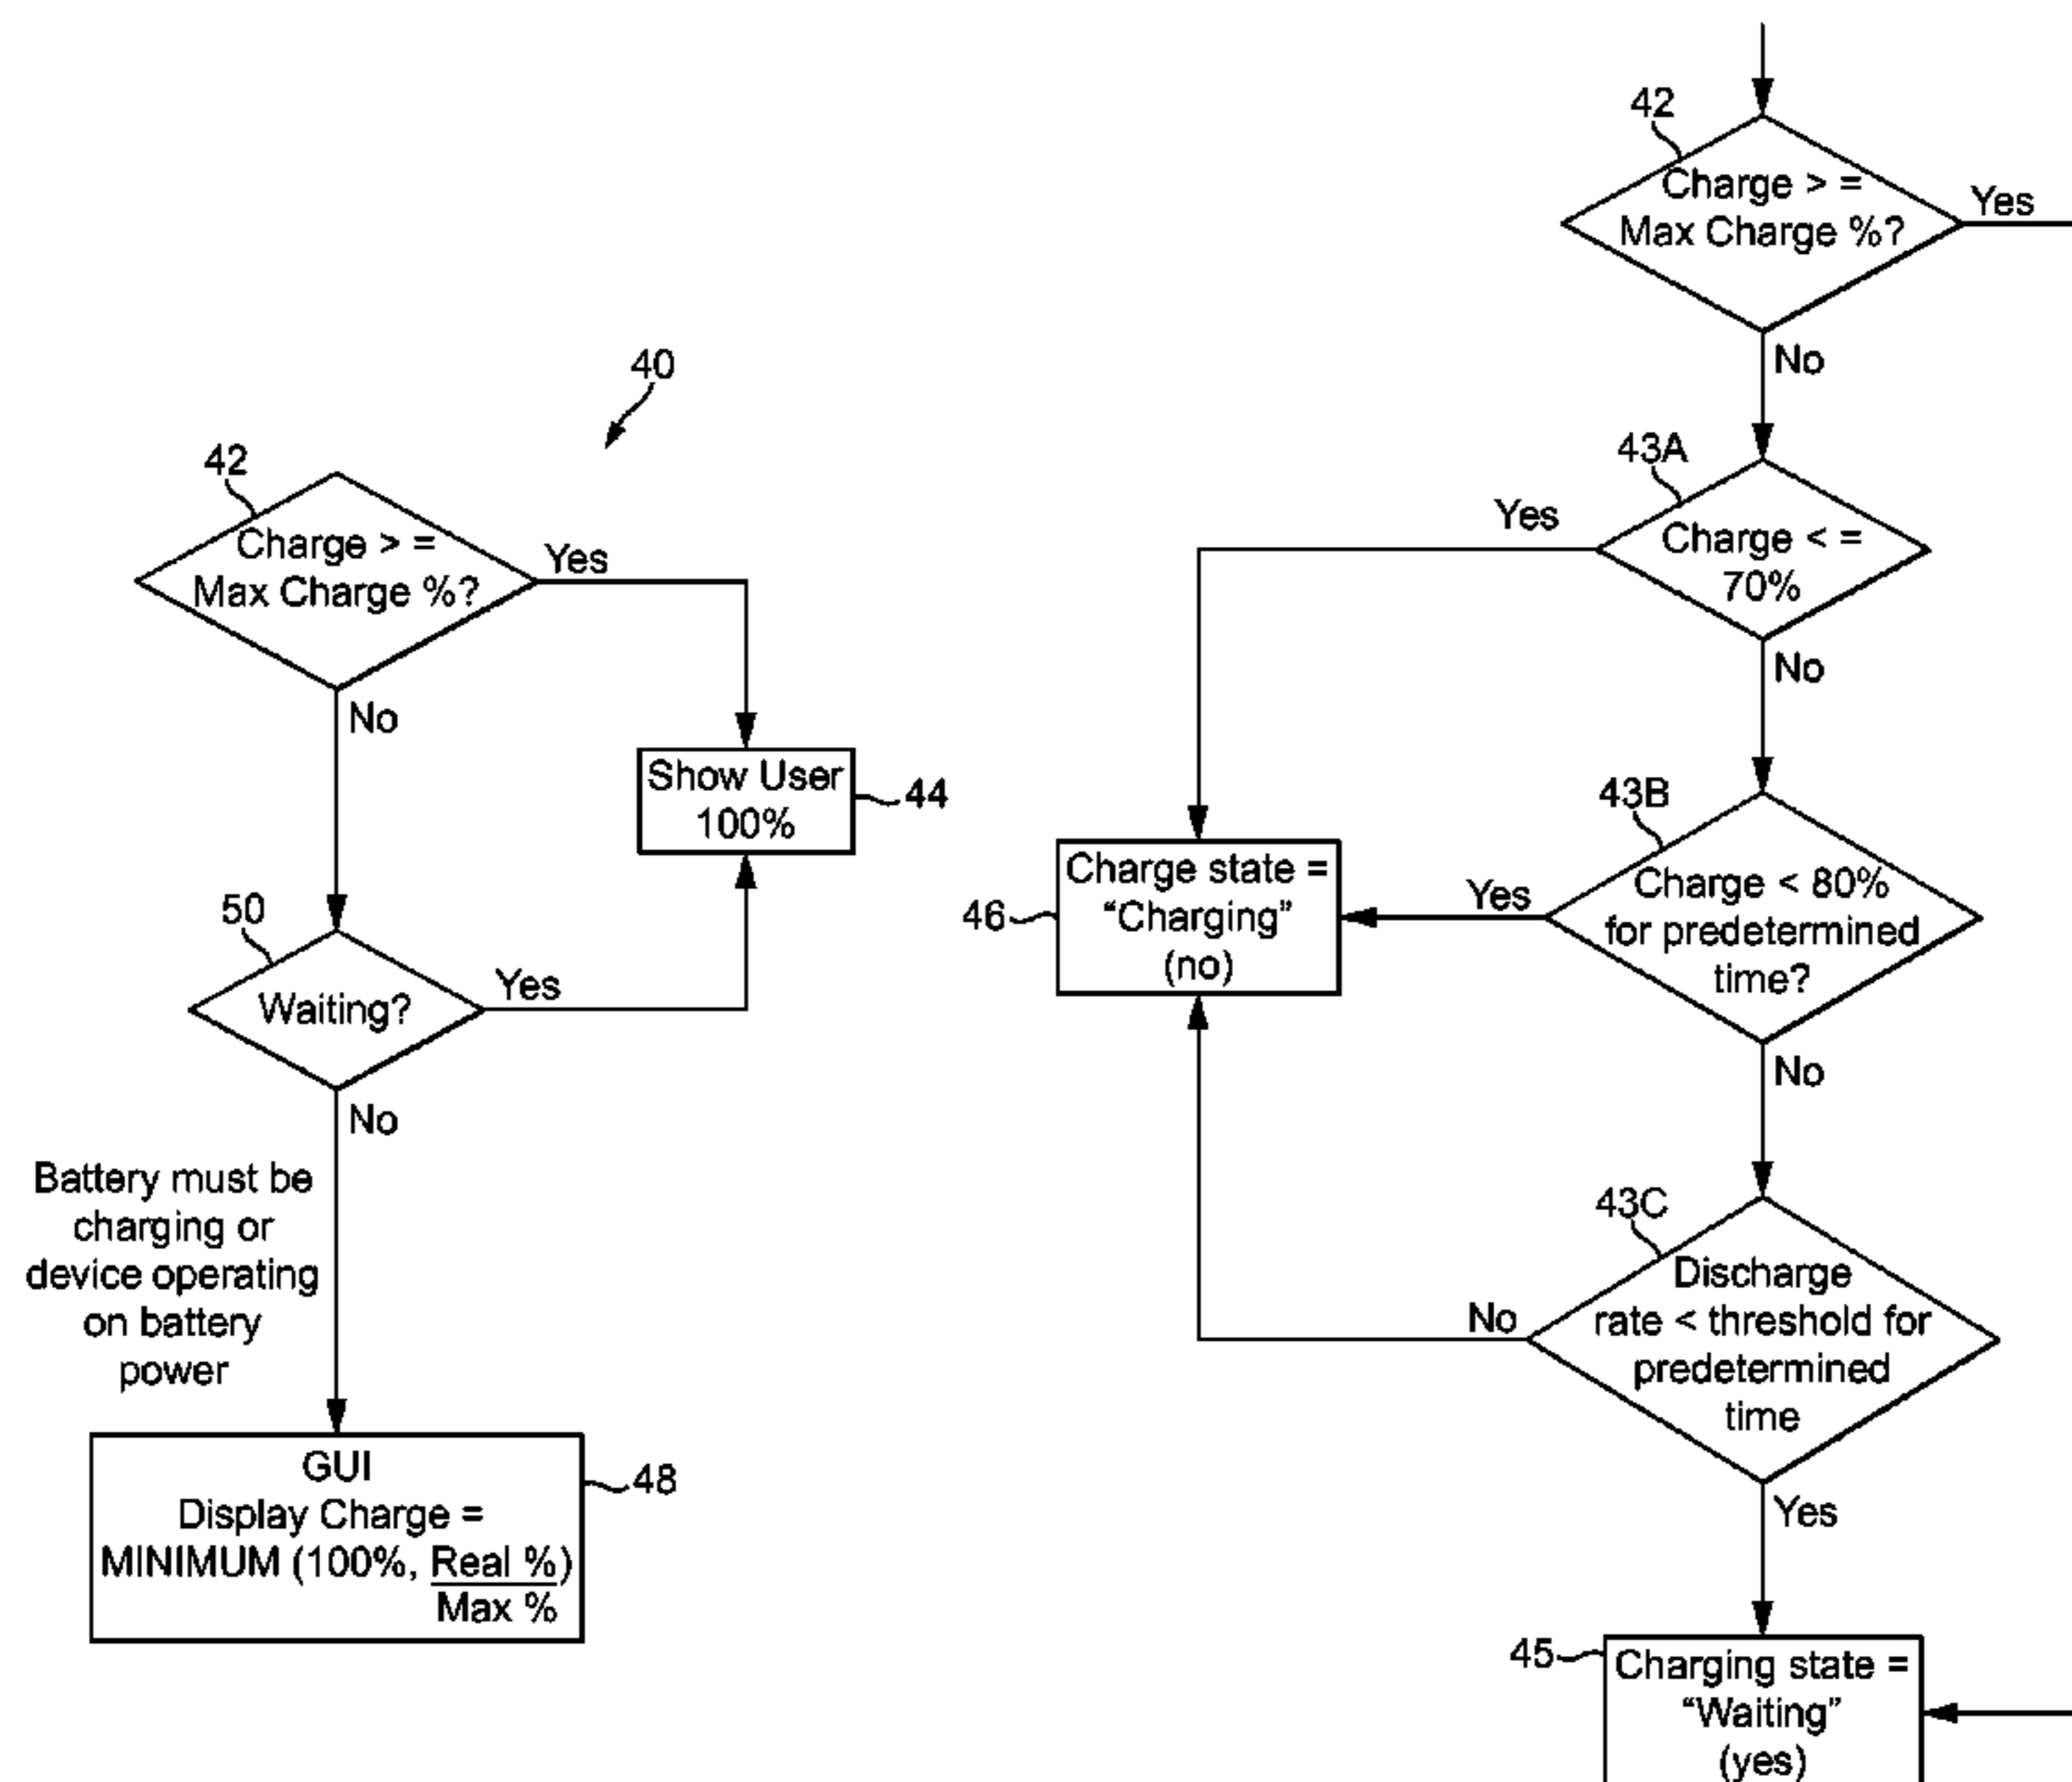 40
42
Charge > =
Max Charge %?
Yes
No
Show User
100%
44
50
Waiting?
Yes
No
Battery must be
charging or
device operating
on battery
power
GUI
Display Charge =
MINIMUM (100%, Real %)
Max %
48
42
Charge > =
Max Charge %?
Yes
No
43A
Charge < =
70%
Yes
No
43B
Charge < 80%
for predetermined
time?
Yes
No
46
Charge state =
“Charging”
(no)
43C
Discharge
rate < threshold for
predetermined
time
No
Yes
45
Charging state =
“Waiting”
(yes)